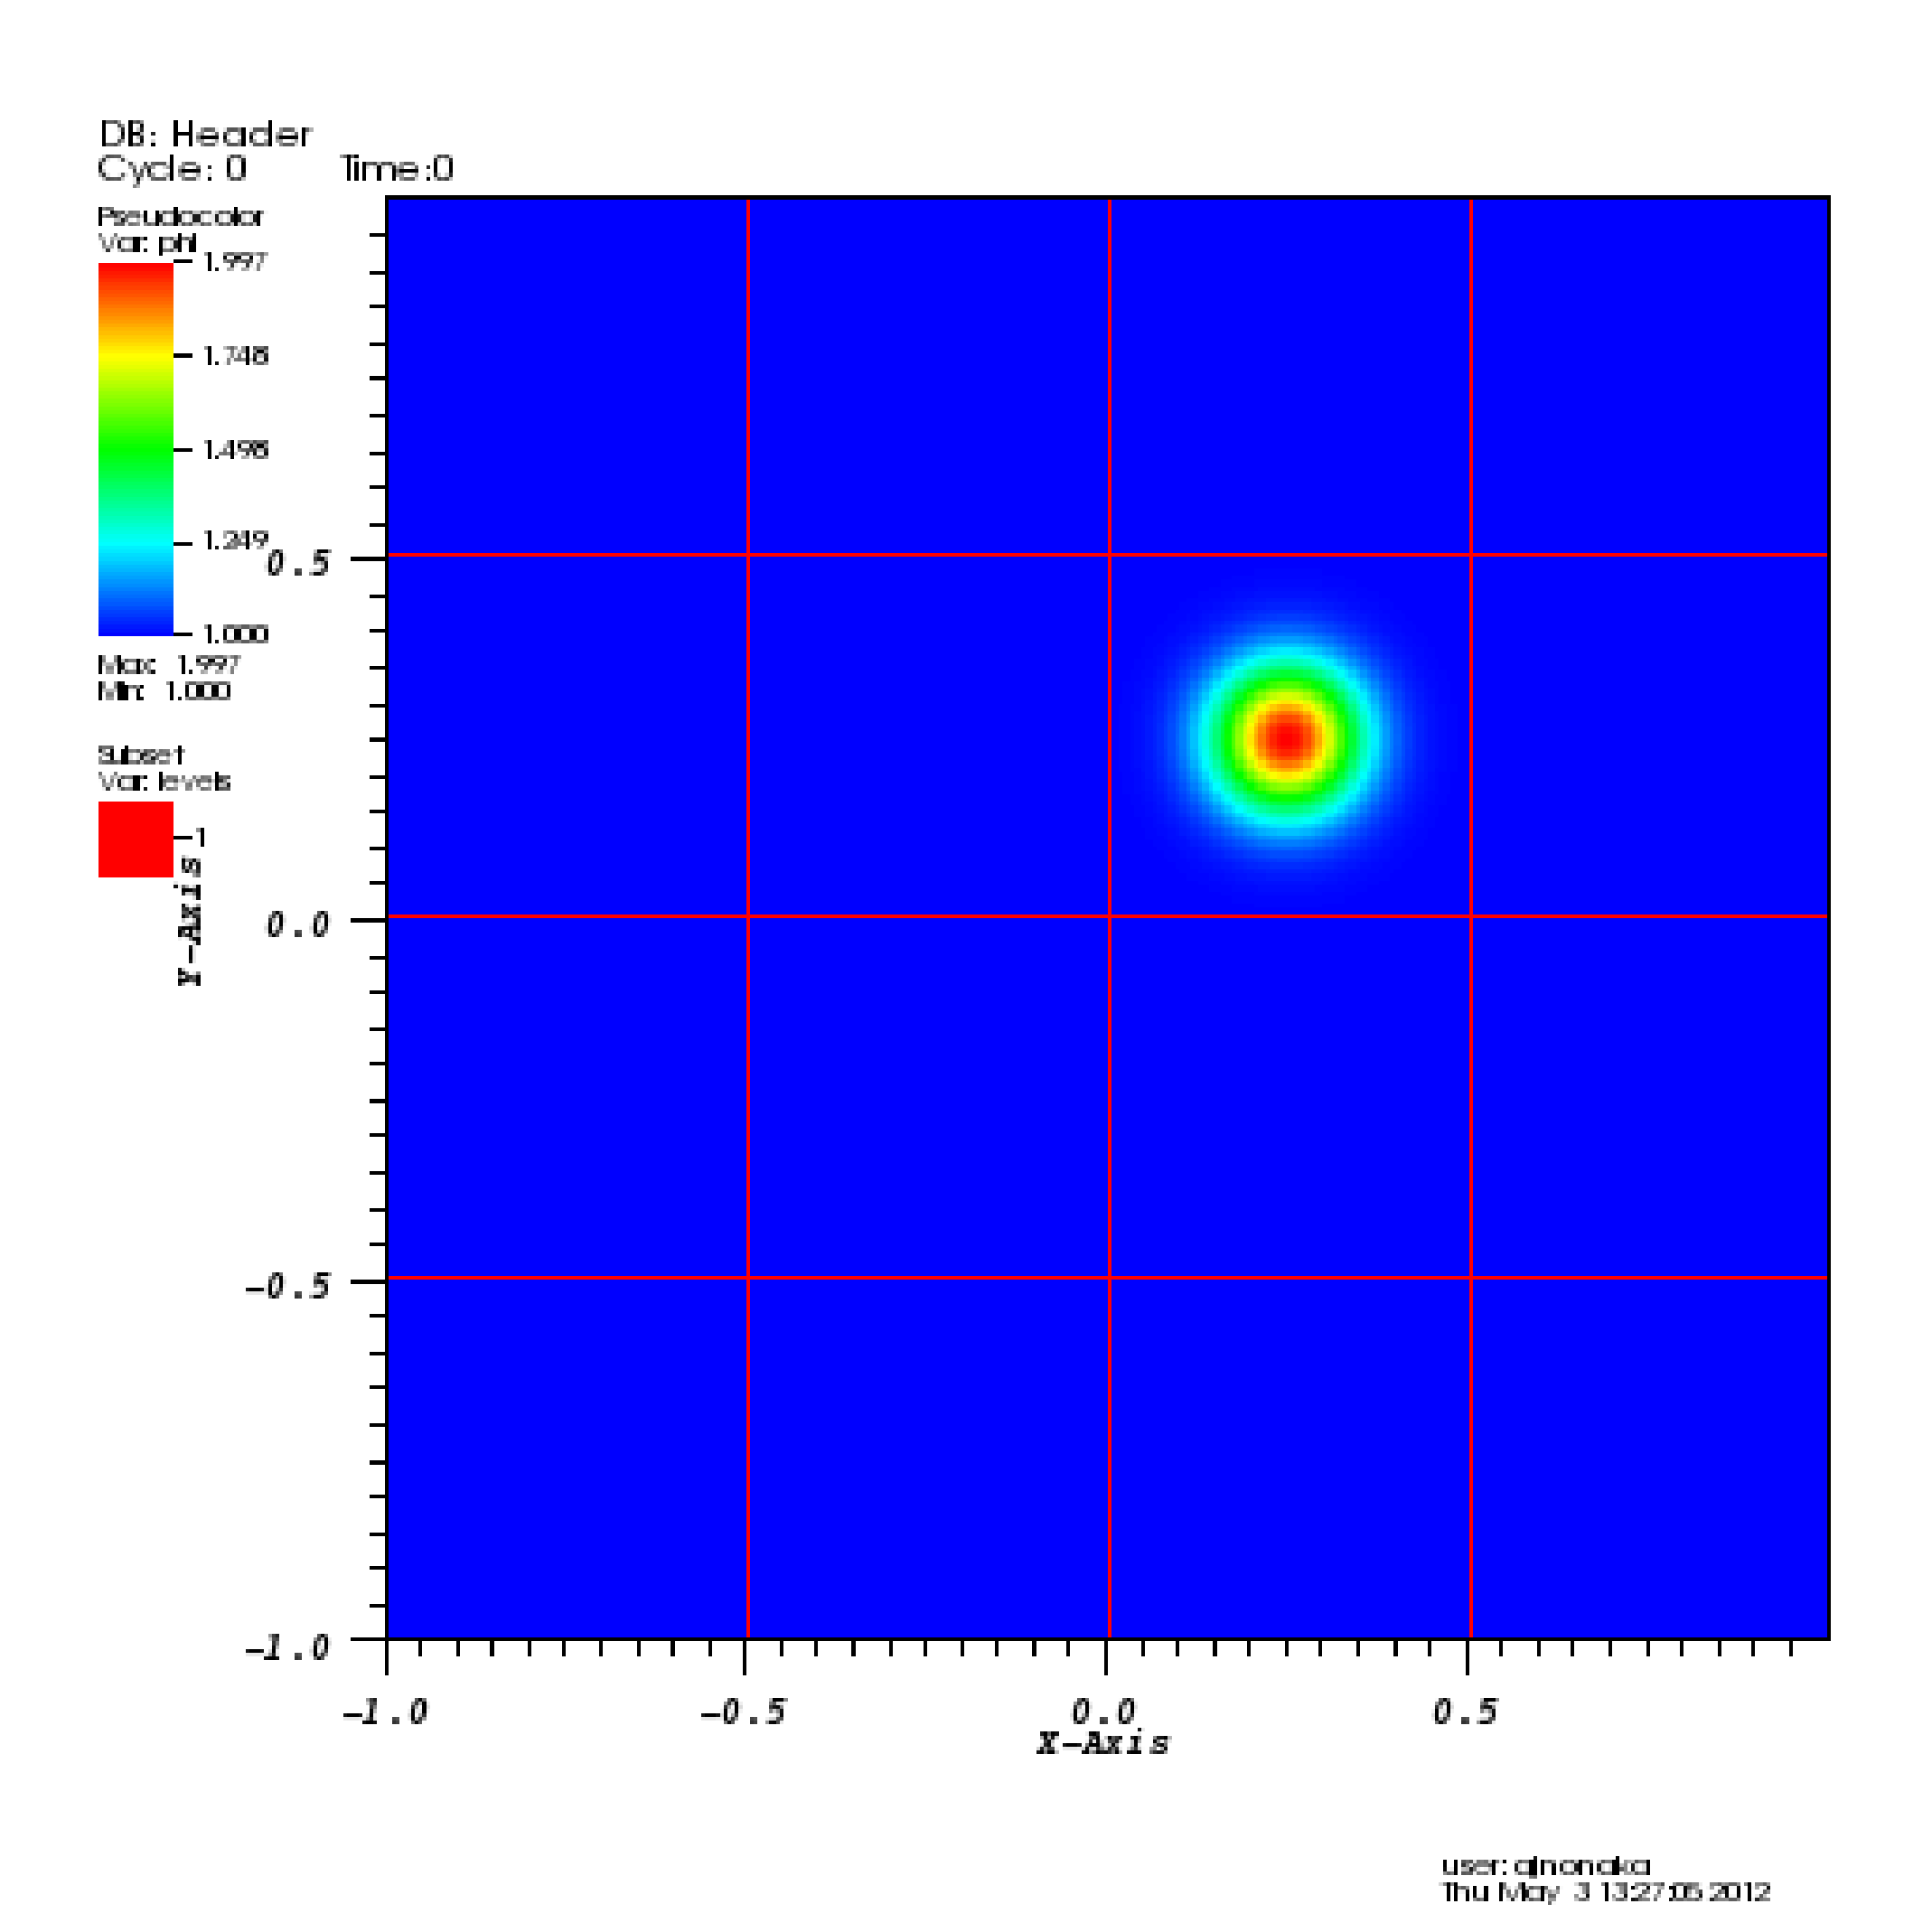 DB: Header
Cycle: 0 Time:0
Pseudocolor
Var: phi
1.997
1.748
1.498
1.249
1.000
Max: 1.997
Min: 1.000
Subset
Var: levels
1
Y-Axis
0.5
0.0
-0.5
-1.0
-1.0 -0.5 0.0 0.5
X-Axis
user: ajnonaka
Thu May 3 13:27:05 2012